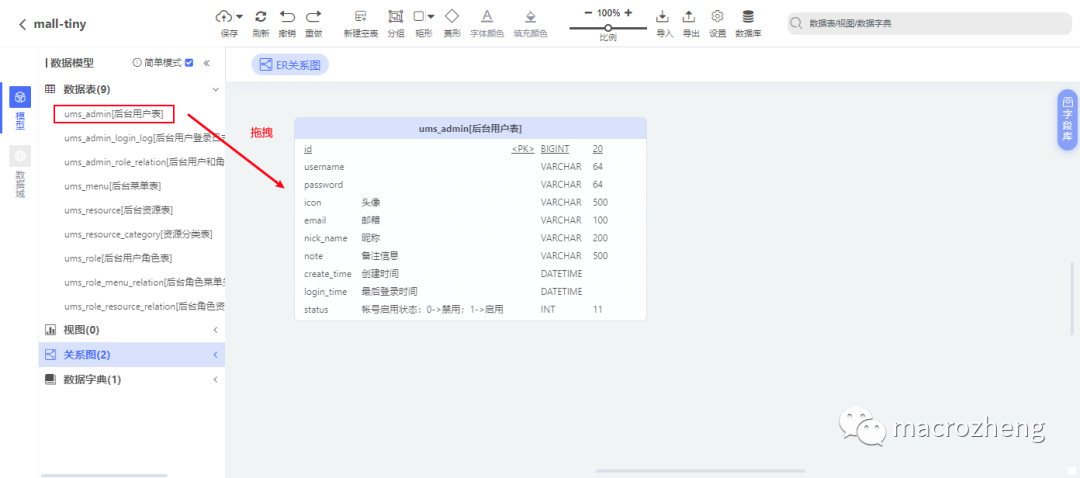 mall-tiny
保存 刷新 撤销 重做 新建空表 分组 矩形 菱形 字体颜色 填充颜色 100% 比例 导入 导出 设置 数据库 数据表/视图/数据字典
数据模型 简单模式
ER关系图
模型
数据域
数据表(9)
ums_admin[后台用户表]
ums_admin_login_log[后台用户登录日志
ums_admin_role_relation[后台用户和角
ums_menu[后台菜单表]
ums_resource[后台资源表]
ums_resource_category[资源分类表]
ums_role[后台用户角色表]
ums_role_menu_relation[后台角色菜单关
ums_role_resource_relation[后台角色资
视图(0)
关系图(2)
数据字典(1)
拖拽
ums_admin[后台用户表]
id <PK> BIGINT 20
username VARCHAR 64
password VARCHAR 64
icon 头像 VARCHAR 500
email 邮箱 VARCHAR 100
nick_name 昵称 VARCHAR 200
note 备注信息 VARCHAR 500
create_time 创建时间 DATETIME
login_time 最后登录时间 DATETIME
status 帐号启用状态：0->禁用；1->启用 INT 11
字段库
macrozheng